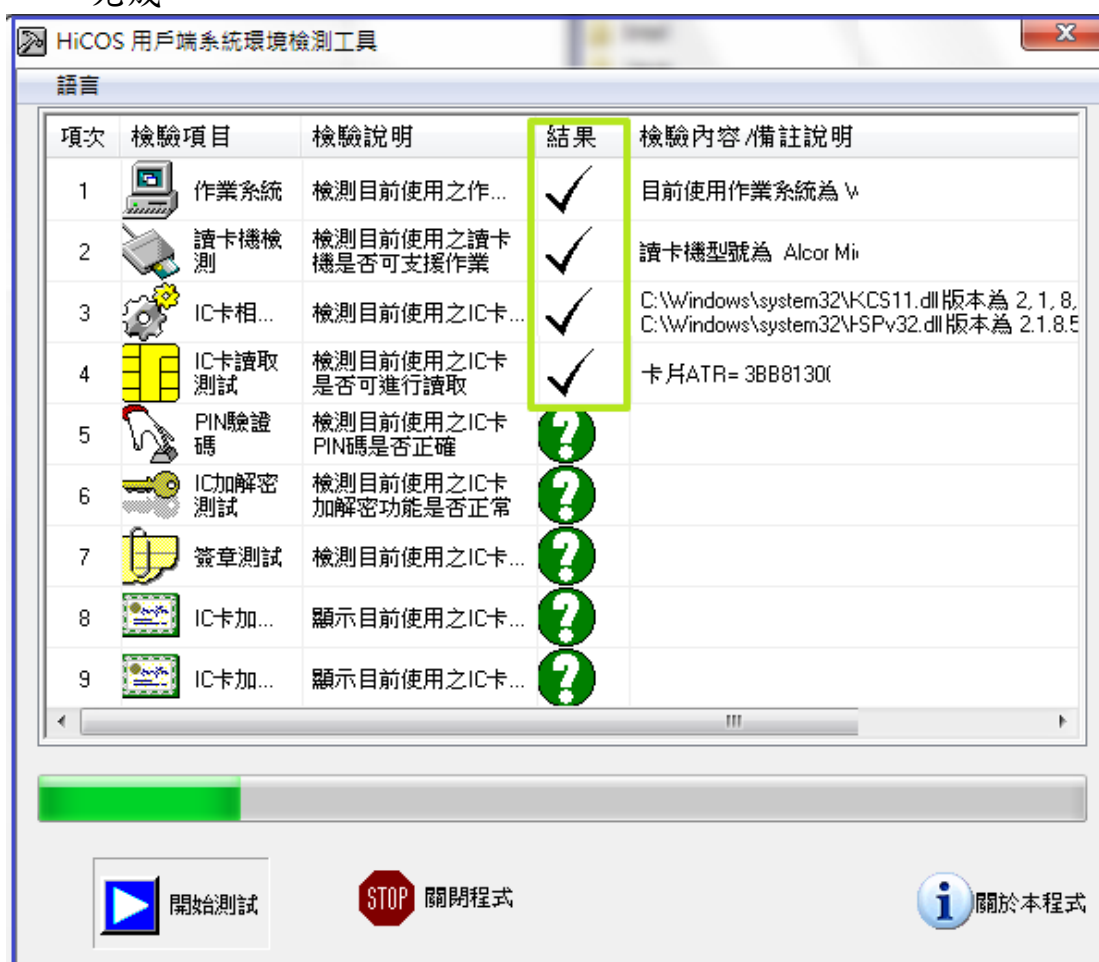 完成
HiCOS 用戶端系統環境檢測工具
語言
項次 檢驗項目 檢驗說明 結果 檢驗內容/備註說明
1 作業系統 檢測目前使用之作... 目前使用作業系統為 W
2 讀卡機檢測 檢測目前使用之讀卡機是否可支援作業 讀卡機型號為 Alcor Mi
3 IC卡相... 檢測目前使用之IC卡... C:\Windows\system32\HCS11.dll版本為 2, 1, 8,
C:\Windows\system32\HSPv32.dll版本為 2.1.8.5
4 IC卡讀取測試 檢測目前使用之IC卡是否可進行讀取 卡片ATR= 3BB8130(
5 PIN驗證碼 檢測目前使用之IC卡PIN碼是否正確
6 IC加解密測試 檢測目前使用之IC卡加解密功能是否正常
7 簽章測試 檢測目前使用之IC卡...
8 IC卡加... 顯示目前使用之IC卡...
9 IC卡加... 顯示目前使用之IC卡...
開始測試 STOP 關閉程式 關於本程式